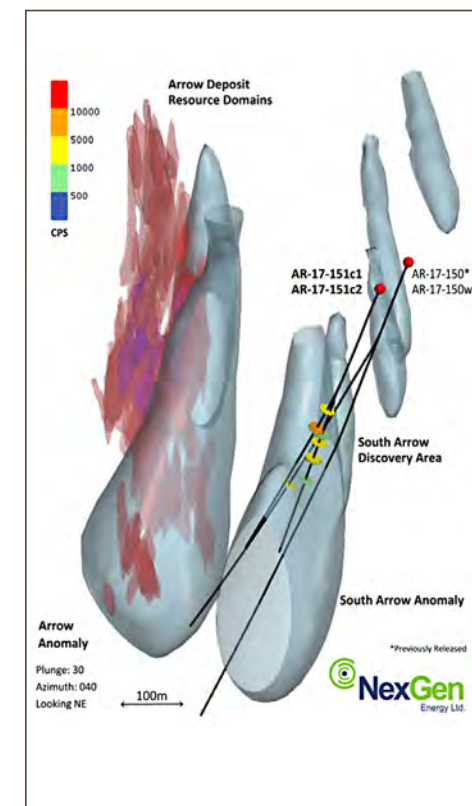 Arrow Deposit
Resource Domains
10000
5000
1000
500
CPS
AR-17-151c1
AR-17-151c2
AR-17-150*
AR-17-150w
South Arrow
Discovery Area
South Arrow Anomaly
Arrow
Anomaly
Plunge: 30
Azimuth: 040
Looking NE
100m
*Previously Released
NexGen
Energy Ltd.